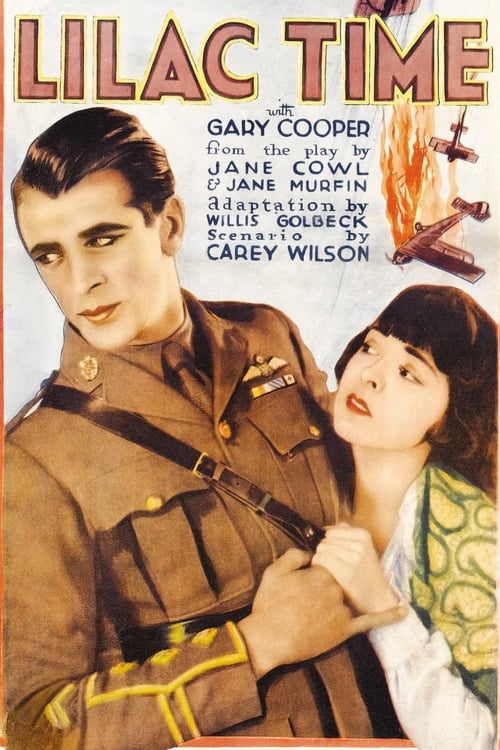 LILAC TIME
with
GARY COOPER
from the play by
JANE COWL
& JANE MURFIN
Adaptation by
WILLIS GOLBECK
Scenario by
CAREY WILSON